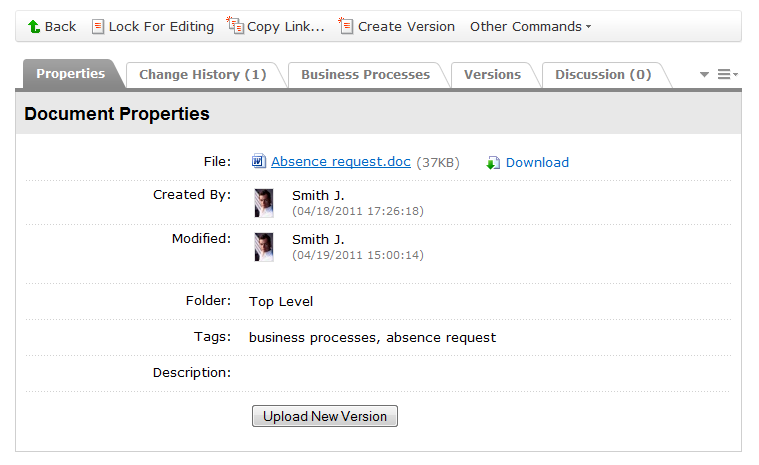 Back Lock For Editing Copy Link... Create Version Other Commands
Properties Change History (1) Business Processes Versions Discussion (0)
Document Properties
File: Absence request.doc (37KB) Download
Created By: Smith J.
(04/18/2011 17:26:18)
Modified: Smith J.
(04/19/2011 15:00:14)
Folder: Top Level
Tags: business processes, absence request
Description:
Upload New Version